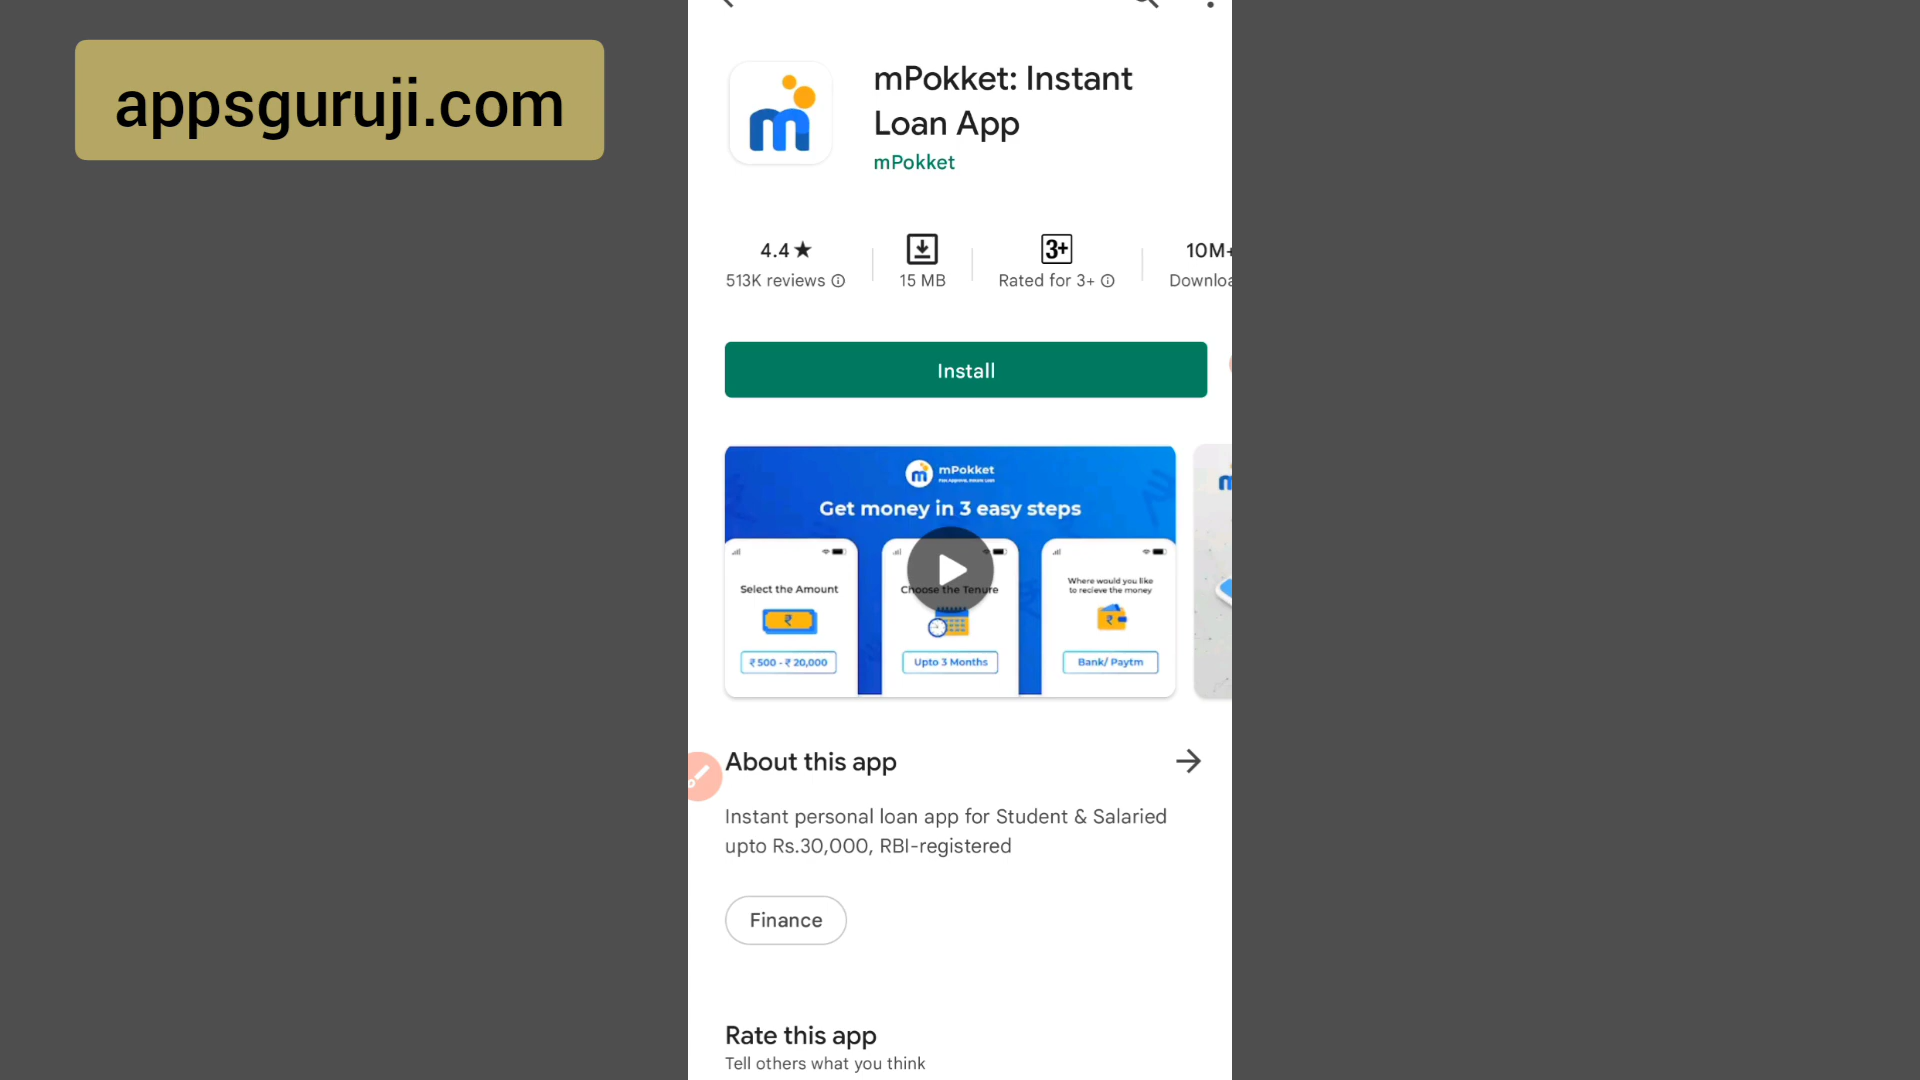 appsguruji.com
mPokket: Instant
Loan App
mPokket
4.4★
513K reviews
15 MB
3+
Rated for 3+
10M+
Downloa
Install
mPokket
Get money in 3 easy steps
Select the Amount
₹500 - ₹20,000
Choose the Tenure
Upto 3 Months
Where would you like
to recieve the money
Bank/ Paytm
About this app
Instant personal loan app for Student & Salaried
upto Rs.30,000, RBI-registered
Finance
Rate this app
Tell others what you think